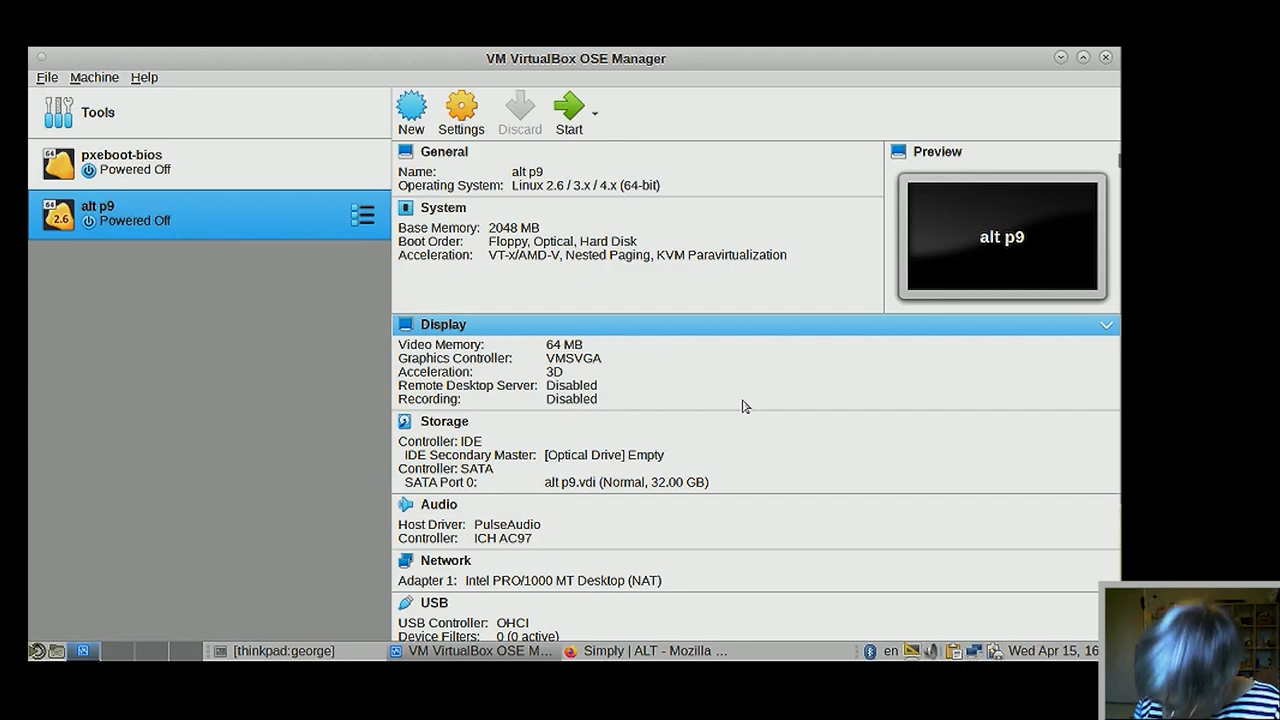 VM VirtualBox OSE Manager
File Machine Help
Tools
New Settings Discard Start
64
pxeboot-bios
Powered Off
64
2.6
alt p9
Powered Off
General
Name: alt p9
Operating System: Linux 2.6 / 3.x / 4.x (64-bit)
Preview
alt p9
System
Base Memory: 2048 MB
Boot Order: Floppy, Optical, Hard Disk
Acceleration: VT-x/AMD-V, Nested Paging, KVM Paravirtualization
Display
Video Memory: 64 MB
Graphics Controller: VMSVGA
Acceleration: 3D
Remote Desktop Server: Disabled
Recording: Disabled
Storage
Controller: IDE
IDE Secondary Master: [Optical Drive] Empty
Controller: SATA
SATA Port 0: alt p9.vdi (Normal, 32.00 GB)
Audio
Host Driver: PulseAudio
Controller: ICH AC97
Network
Adapter 1: Intel PRO/1000 MT Desktop (NAT)
USB
USB Controller: OHCI
Device Filters: 0 (0 active)
[thinkpad:george] VM VirtualBox OSE M... Simply | ALT - Mozilla ... en Wed Apr 15, 16